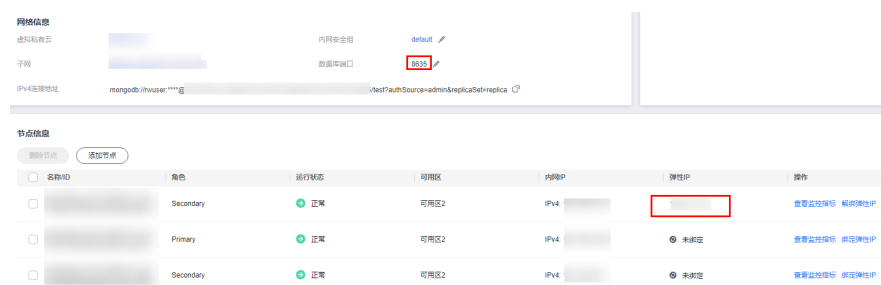 网络信息
虚拟私有云 内网安全组 default
子网 数据库端口 8635
IPv4连接地址 mongodb://rwuser:****@ /test?authSource=admin&replicaSet=replica
节点信息
删除节点 添加节点
名称/ID 角色 运行状态 可用区 内网IP 弹性IP 操作
Secondary 正常 可用区2 IPv4: 查看监控指标 解绑弹性IP
Primary 正常 可用区2 IPv4: 未绑定 查看监控指标 绑定弹性IP
Secondary 正常 可用区2 IPv4: 未绑定 查看监控指标 绑定弹性IP